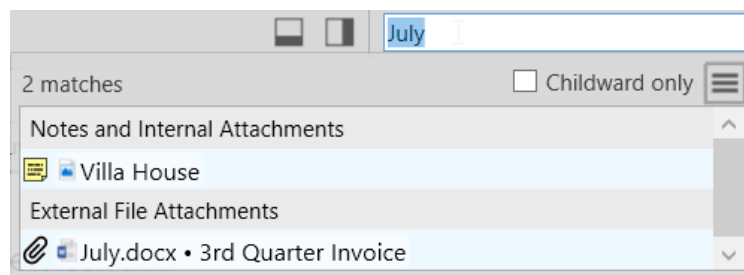 July
2 matches
Childward only
Notes and Internal Attachments
Villa House
External File Attachments
July.docx • 3rd Quarter Invoice